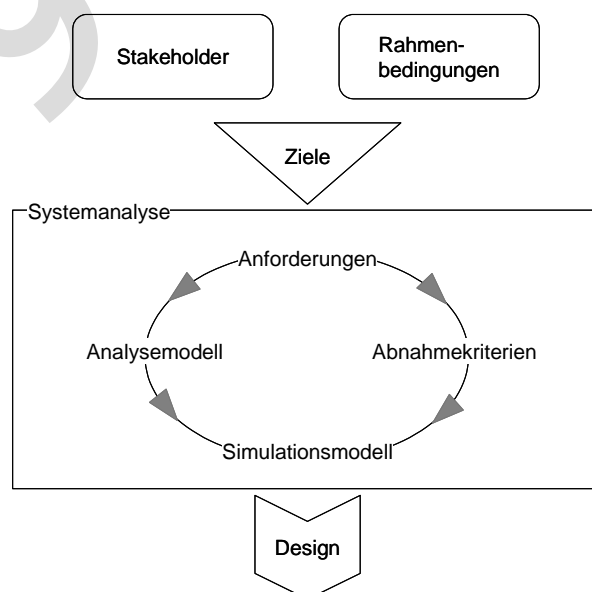 Stakeholder
Rahmen-
bedingungen
Ziele
Systemanalyse
Anforderungen
Analysemodell
Abnahmekriterien
Simulationsmodell
Design